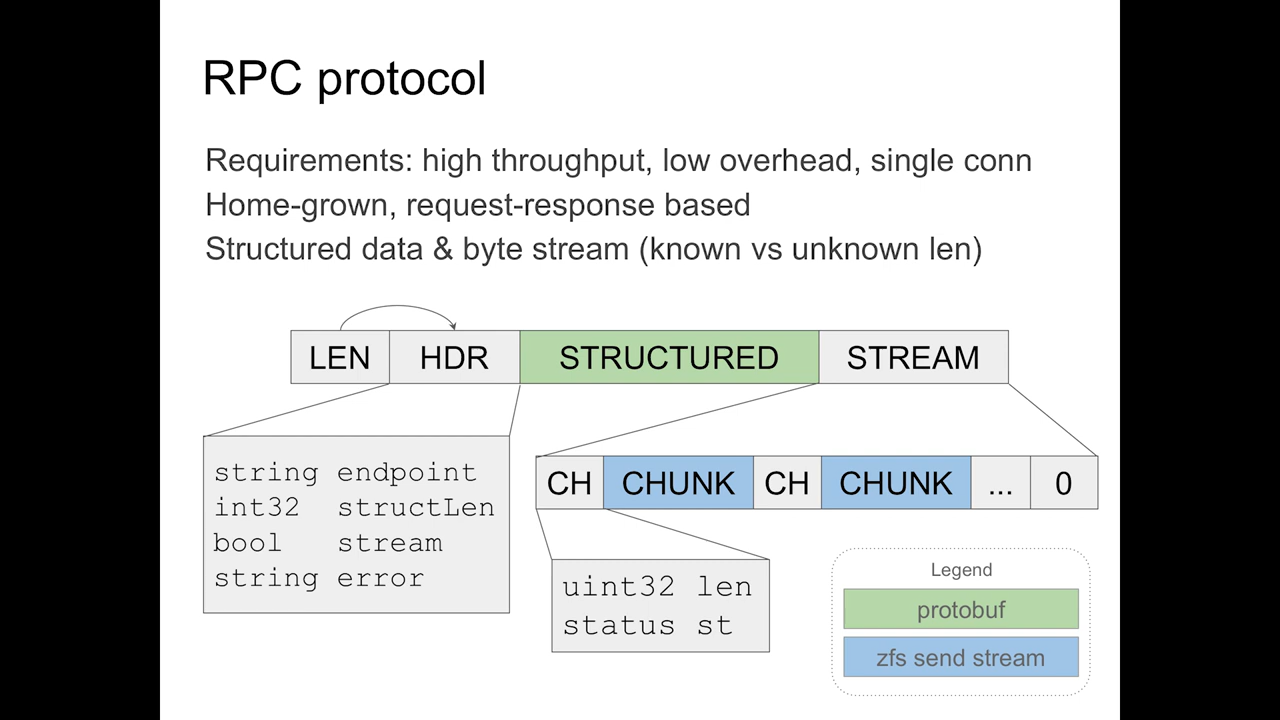 RPC protocol
Requirements: high throughput, low overhead, single conn
Home-grown, request-response based
Structured data & byte stream (known vs unknown len)
LEN HDR STRUCTURED STREAM
string endpoint
int32 structLen
bool stream
string error
CH CHUNK CH CHUNK ... 0
uint32 len
status st
Legend
protobuf
zfs send stream